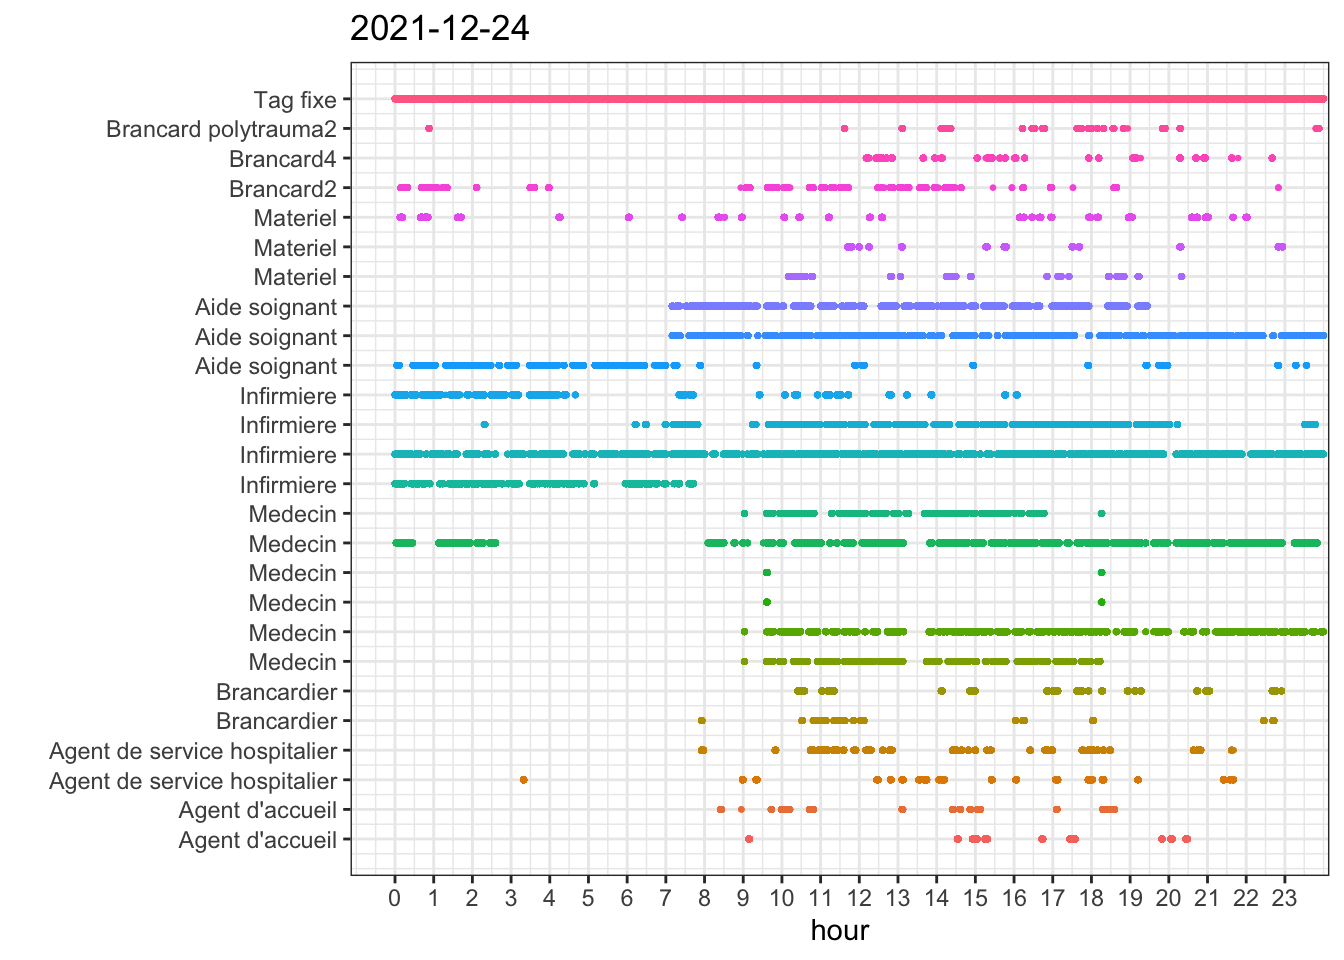 2021-12-24
Tag fixe
Brancard polytrauma2
Brancard4
Brancard2
Materiel
Materiel
Materiel
Aide soignant
Aide soignant
Aide soignant
Infirmiere
Infirmiere
Infirmiere
Infirmiere
Medecin
Medecin
Medecin
Medecin
Medecin
Medecin
Brancardier
Brancardier
Agent de service hospitalier
Agent de service hospitalier
Agent d'accueil
Agent d'accueil
0 1 2 3 4 5 6 7 8 9 10 11 12 13 14 15 16 17 18 19 20 21 22 23
hour